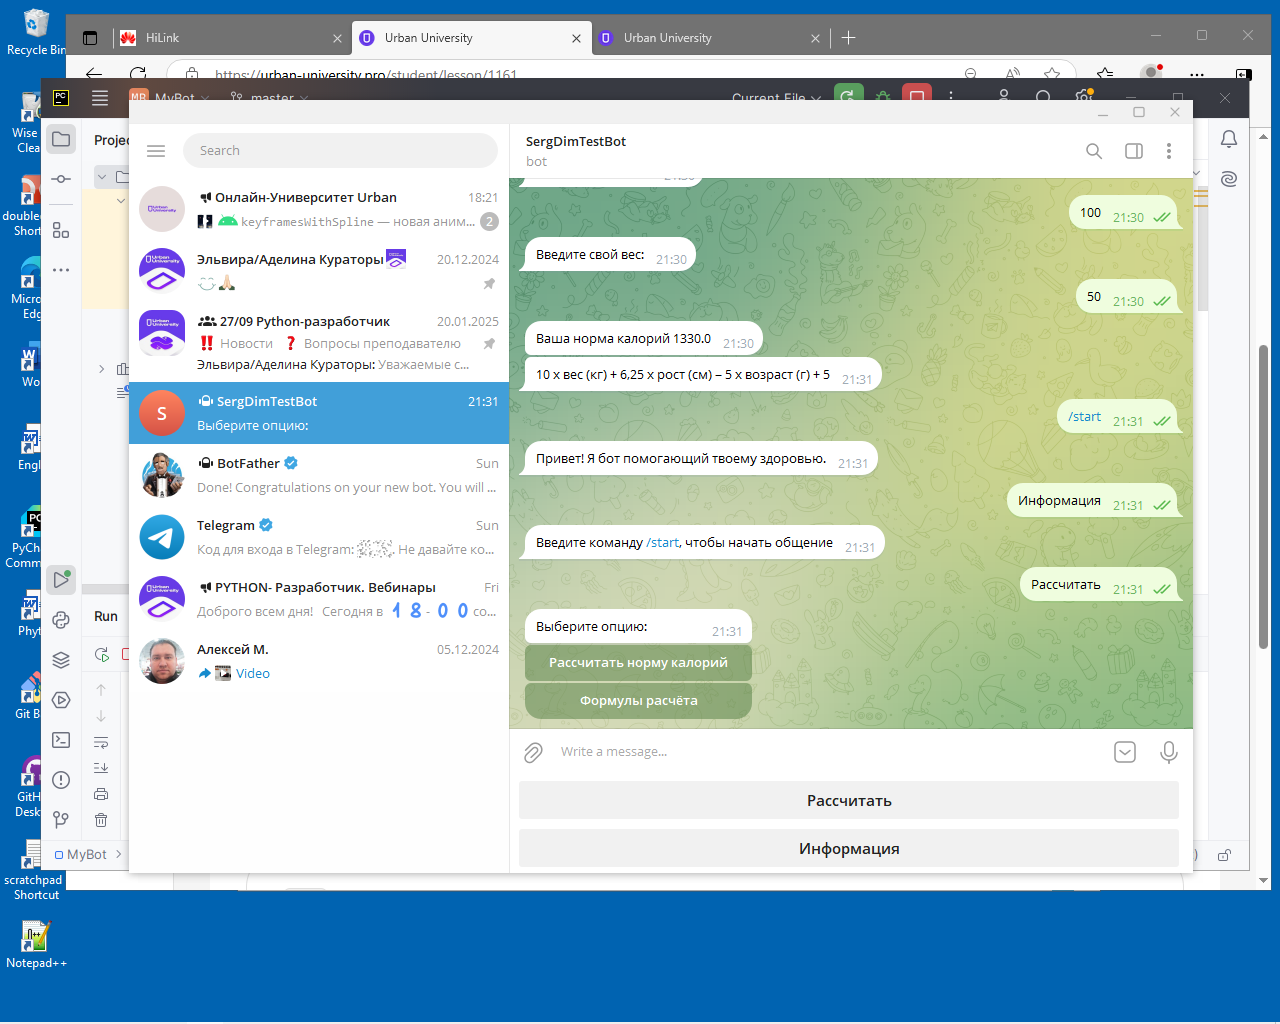 Recycle Bin
HiLink
Urban University
Urban University
https://urban-university.pro/student/lesson/1161
PC
MR
MyBot
master
Current File
Wise
Clea
double
Short
Micro
Edg
Wo
Engl
PyCh
Comm
Phyt
Git B
GitH
Desk
scratchpad
Shortcut
Notepad++
Projec
Run
MyBot
Search
Онлайн-Университет Urban
18:21
keyframesWithSpline — новая аним...
2
Эльвира/Аделина Кураторы
20.12.2024
27/09 Python-разработчик
20.01.2025
Новости
Вопросы преподавателю
Эльвира/Аделина Кураторы: Уважаемые с...
S
SergDimTestBot
21:31
Выберите опцию:
BotFather
Sun
Done! Congratulations on your new bot. You will ...
Telegram
Sun
Код для входа в Telegram:
. Не давайте ко...
PYTHON- Разработчик. Вебинары
Fri
Доброго всем дня! Сегодня в 18-00 со...
Алексей М.
05.12.2024
Video
SergDimTestBot
bot
21:30
100 21:30
Введите свой вес: 21:30
50 21:30
Ваша норма калорий 1330.0 21:30
10 x вес (кг) + 6,25 x рост (см) – 5 x возраст (г) + 5 21:31
/start 21:31
Привет! Я бот помогающий твоему здоровью. 21:31
Информация 21:31
Введите команду /start, чтобы начать общение 21:31
Рассчитать 21:31
Выберите опцию: 21:31
Рассчитать норму калорий
Формулы расчёта
Write a message...
Рассчитать
Информация